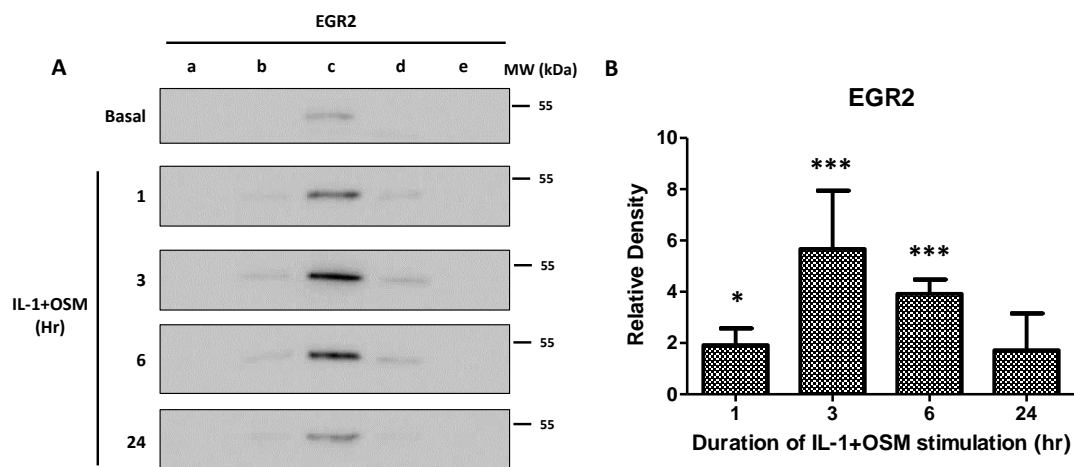 EGR2
A
a b c d e MW (kDa)
Basal
55
1
55
3
55
IL-1+OSM
(Hr)
6
55
24
55
B
EGR2
Relative Density
10
8
6
4
2
0
*
***
***
1 3 6 24
Duration of IL-1+OSM stimulation (hr)